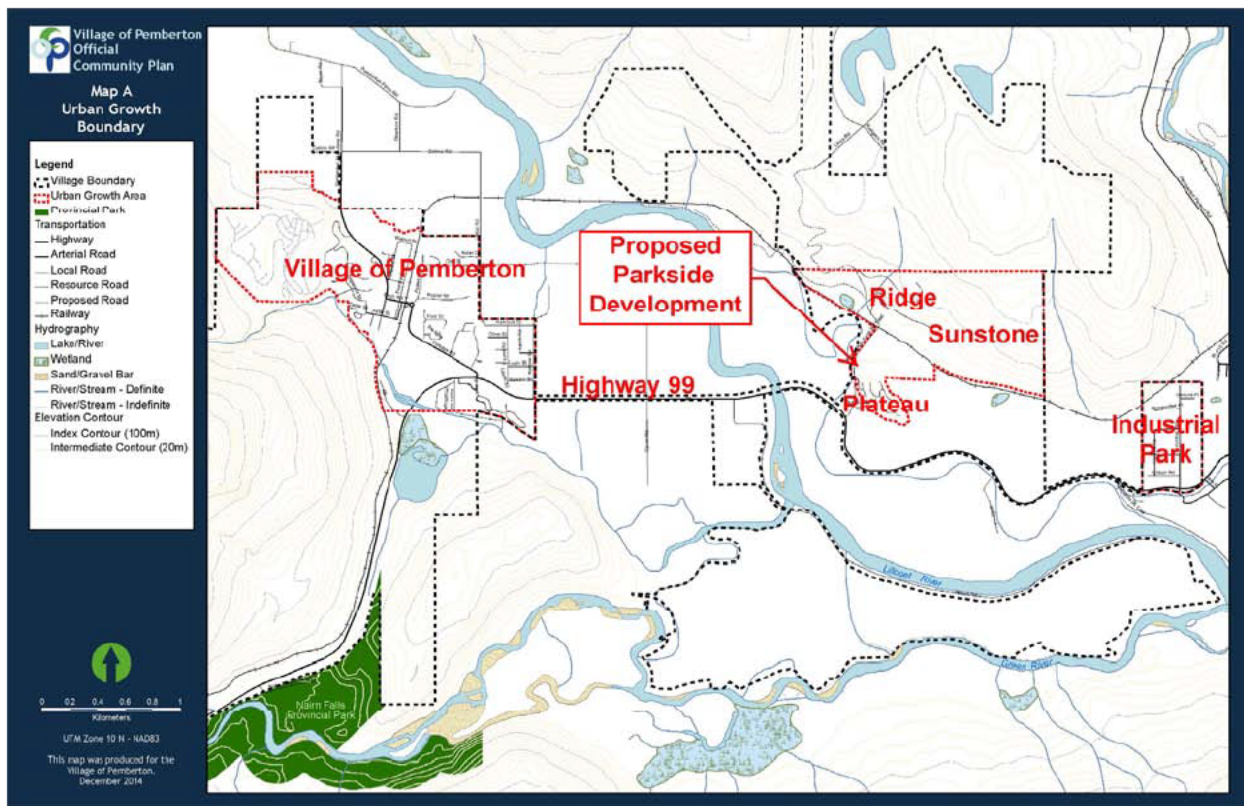 Village of Pemberton
Official
Community Plan
Map A
Urban Growth
Boundary
Legend
Village Boundary
Urban Growth Area
Provincial Park
Transportation
Highway
Arterial Road
Local Road
Resource Road
Proposed Road
Railway
Hydrography
Lake/River
Wetland
Sand/Gravel Bar
River/Stream - Definite
River/Stream - Indefinite
Elevation Contour
Index Contour (100m)
Intermediate Contour (20m)
0 0.2 0.4 0.6 0.8 1
Kilometers
UTM Zone 10 N - NAD83
This map was produced for the
Village of Pemberton.
December 2014
Village of Pemberton
Proposed
Parkside
Development
Ridge
Sunstone
Highway 99
Plateau
Industrial
Park
Lillooet River
Green River
Nairn Falls
Provincial Park